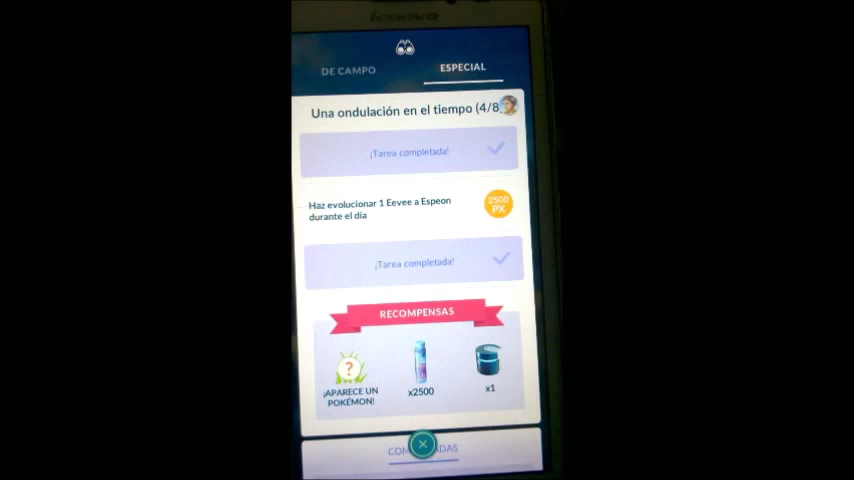 lenovo
DE CAMPO
ESPECIAL
Una ondulación en el tiempo (4/8
¡Tarea completada!
Haz evolucionar 1 Eevee a Espeon
durante el día
2500
PX
¡Tarea completada!
RECOMPENSAS
?
¡APARECE UN
POKÉMON!
x2500
x1